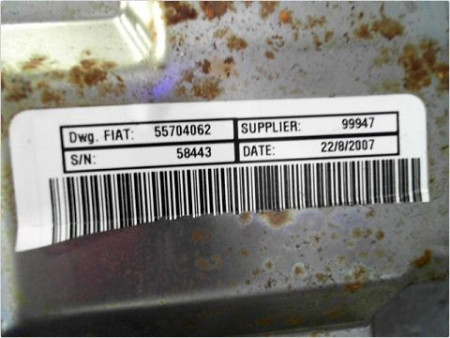 Dwg. FIAT: 55704062 SUPPLIER: 99947
S/N: 58443 DATE: 22/8/2007